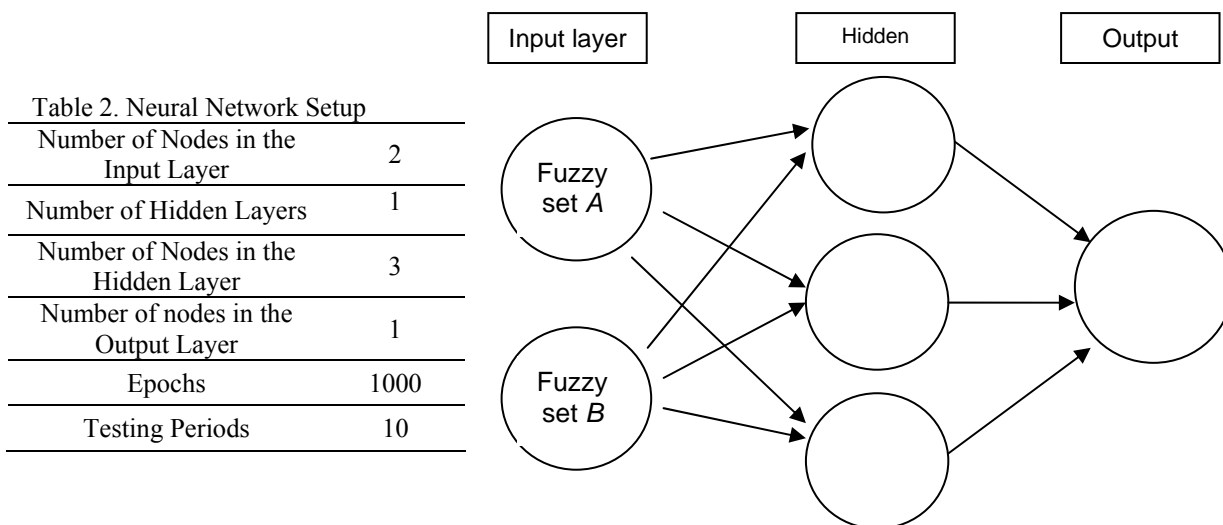 Input layer
Hidden
Output
Table 2. Neural Network Setup
Number of Nodes in the
Input Layer
2
Number of Hidden Layers
1
Number of Nodes in the
Hidden Layer
3
Number of nodes in the
Output Layer
1
Epochs
1000
Testing Periods
10
Fuzzy
set A
Fuzzy
set B